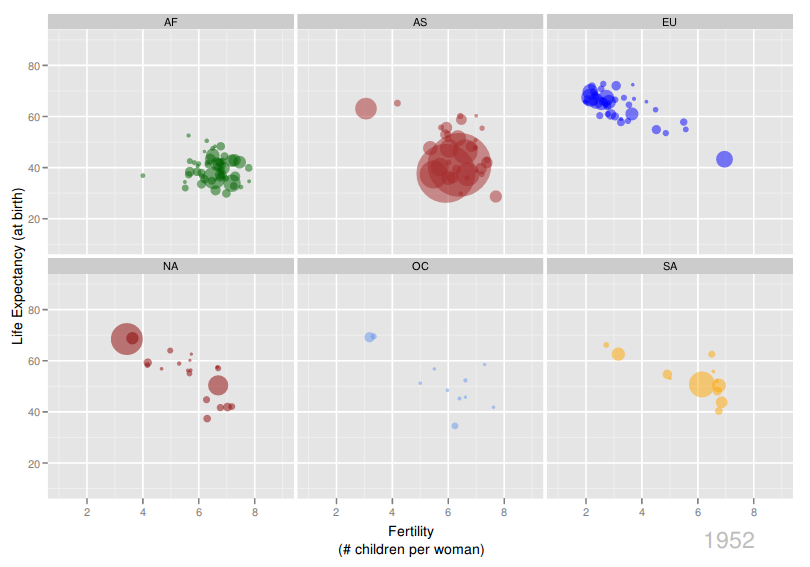 AF AS EU
80
60
40
20
NA OC SA
80
60
40
20
2 4 6 8 2 4 6 8 2 4 6 8
Life Expectancy (at birth)
Fertility
(# children per woman)
1952